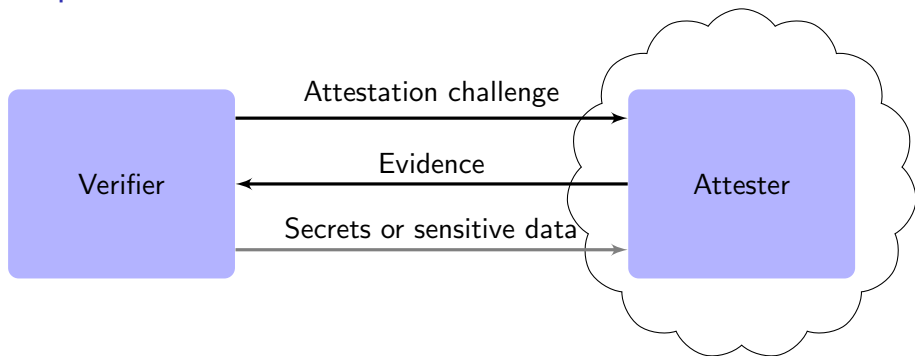 Attestation challenge
Evidence
Verifier
Attester
Secrets or sensitive data